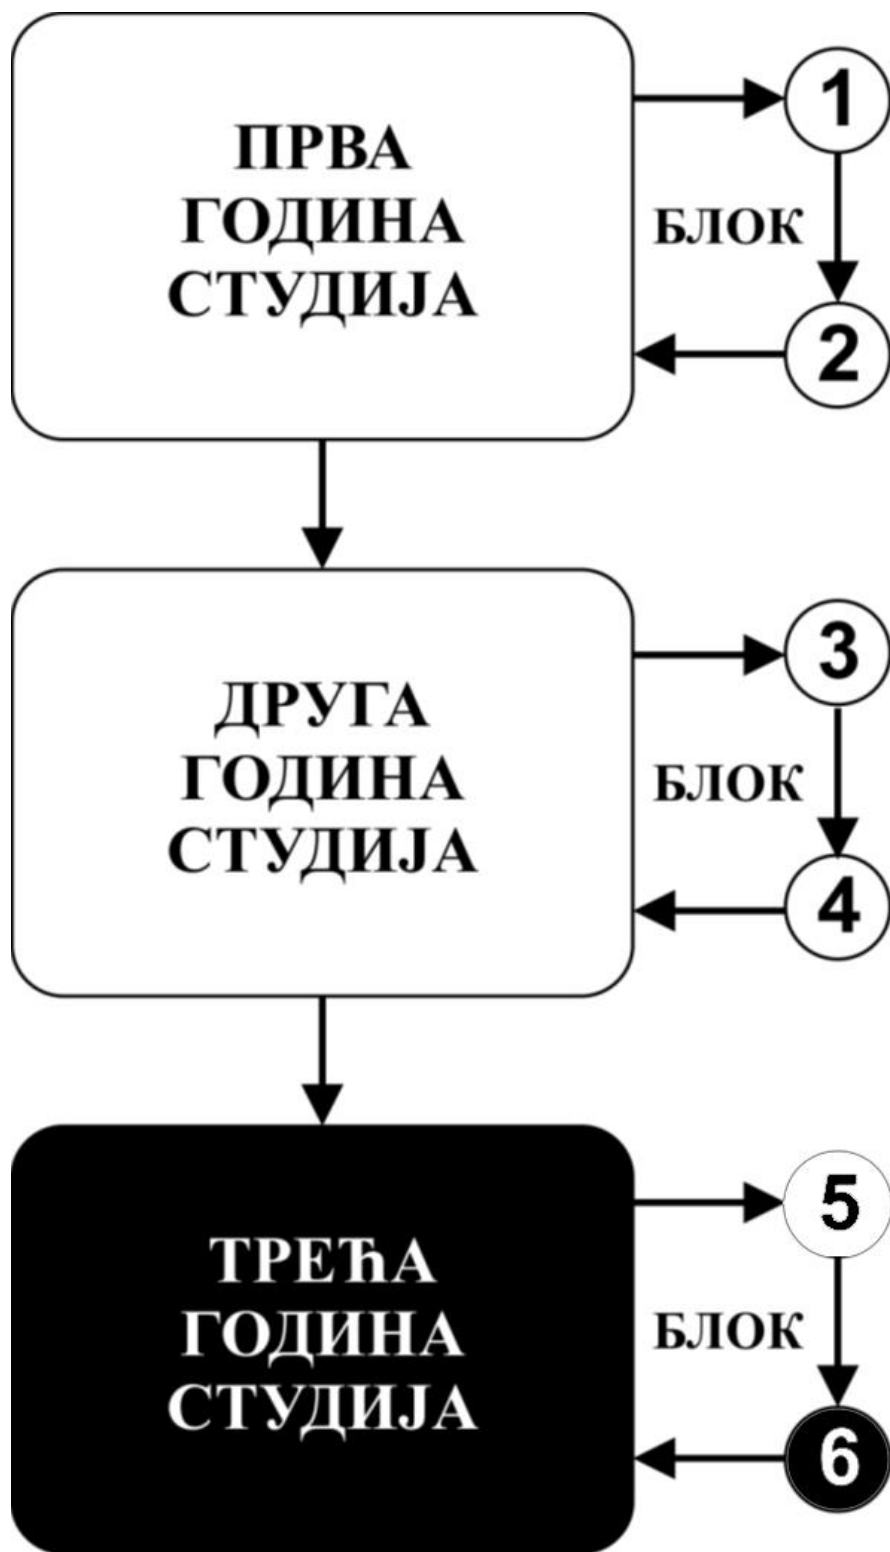 ПРВА
ГОДИНА
СТУДИЈА
1
БЛОК
2
ДРУГА
ГОДИНА
СТУДИЈА
3
БЛОК
4
ТРЕЋА
ГОДИНА
СТУДИЈА
5
БЛОК
6